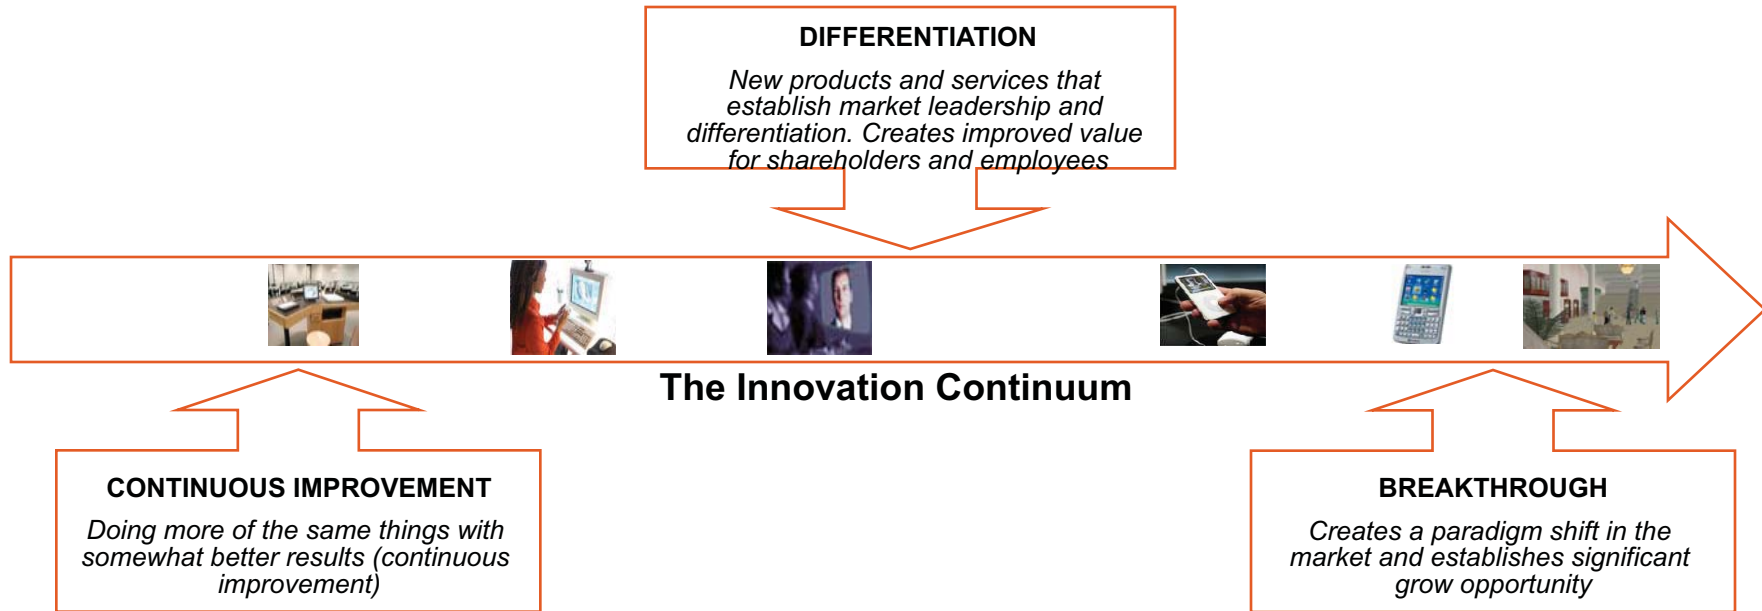 DIFFERENTIATION
New products and services that
establish market leadership and
differentiation. Creates improved value
for shareholders and employees
The Innovation Continuum
CONTINUOUS IMPROVEMENT
Doing more of the same things with
somewhat better results (continuous
improvement)
BREAKTHROUGH
Creates a paradigm shift in the
market and establishes significant
grow opportunity